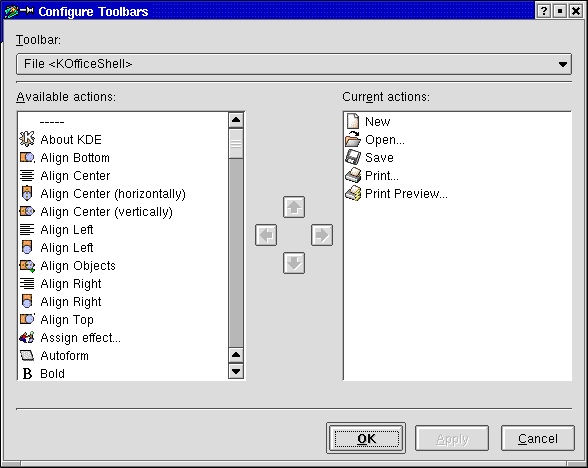 Configure Toolbars
Toolbar:
File <KOfficeShell>
Available actions:
-----
About KDE
Align Bottom
Align Center
Align Center (horizontally)
Align Center (vertically)
Align Left
Align Left
Align Objects
Align Right
Align Right
Align Top
Assign effect...
Autoform
B Bold
Current actions:
New
Open...
Save
Print...
Print Preview...
OK
Apply
Cancel